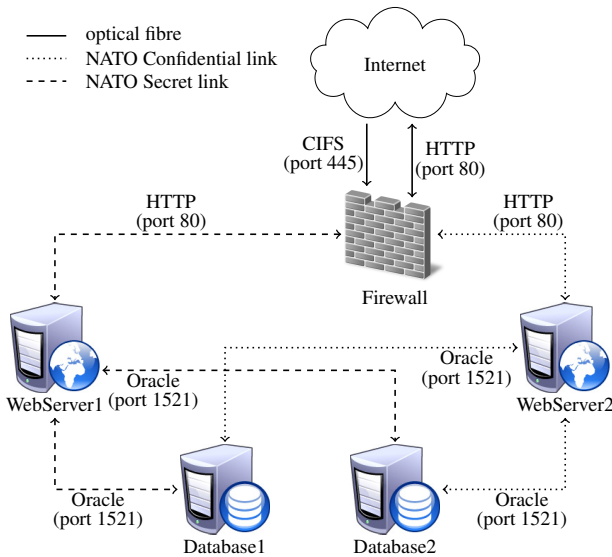 optical fibre
NATO Confidential link
NATO Secret link
Internet
CIFS
(port 445)
HTTP
(port 80)
HTTP
(port 80)
HTTP
(port 80)
Firewall
WebServer1
Oracle
(port 1521)
Oracle
(port 1521)
WebServer2
Oracle
(port 1521)
Oracle
(port 1521)
Database1
Database2